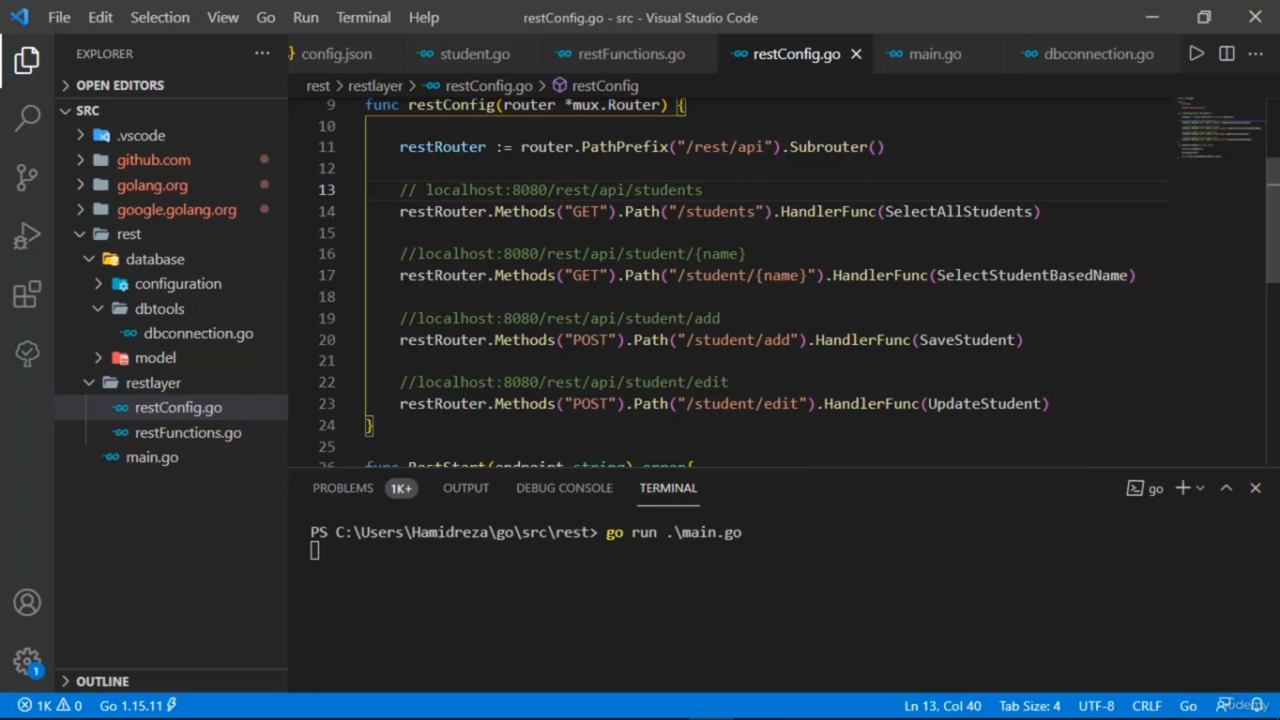 File Edit Selection View Go Run Terminal Help restConfig.go - src - Visual Studio Code
EXPLORER
config.json student.go restFunctions.go restConfig.go main.go dbconnection.go
OPEN EDITORS
rest > restlayer > restConfig.go > restConfig
SRC
.vscode
github.com
golang.org
google.golang.org
rest
database
configuration
dbtools
dbconnection.go
model
restlayer
restConfig.go
restFunctions.go
main.go
OUTLINE
9 func restConfig(router *mux.Router) {
10
11 restRouter := router.PathPrefix("/rest/api").Subrouter()
12
13 // localhost:8080/rest/api/students
14 restRouter.Methods("GET").Path("/students").HandlerFunc(SelectAllStudents)
15
16 //localhost:8080/rest/api/student/{name}
17 restRouter.Methods("GET").Path("/student/{name}").HandlerFunc(SelectStudentBasedName)
18
19 //localhost:8080/rest/api/student/add
20 restRouter.Methods("POST").Path("/student/add").HandlerFunc(SaveStudent)
21
22 //localhost:8080/rest/api/student/edit
23 restRouter.Methods("POST").Path("/student/edit").HandlerFunc(UpdateStudent)
24 }
25
26 func RestStart(endpoint string) error{
PROBLEMS 1K+ OUTPUT DEBUG CONSOLE TERMINAL go
PS C:\Users\Hamidreza\go\src\rest> go run .\main.go
1
1K 0 Go 1.15.11 Ln 13, Col 40 Tab Size: 4 UTF-8 CRLF Go